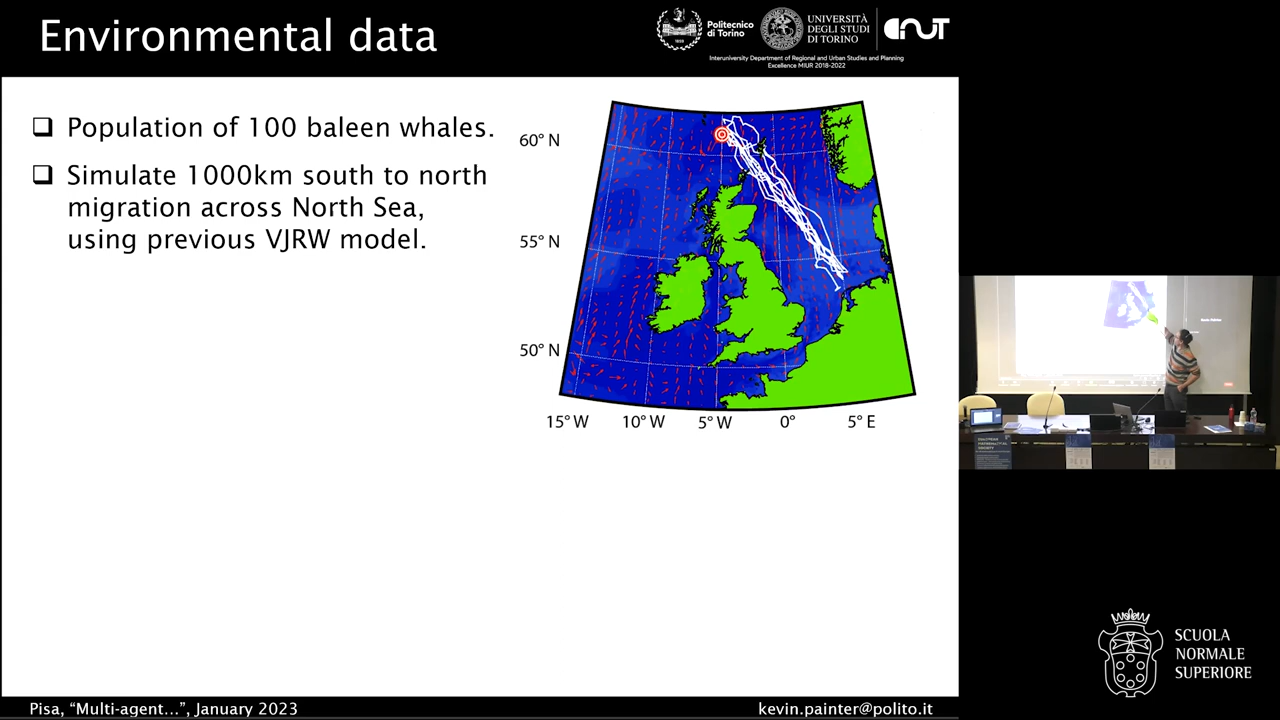 Environmental data
Politecnico
di Torino
UNIVERSITÀ
DEGLI STUDI
DI TORINO
Interuniversity Department of Regional and Urban Studies and Planning
Excellence MIUR 2018-2022
Population of 100 baleen whales.
Simulate 1000km south to north
migration across North Sea,
using previous VJRW model.
60° N
55° N
50° N
15° W
10° W
5° W
0°
5° E
SCUOLA
NORMALE
SUPERIORE
Pisa, “Multi-agent...”, January 2023
kevin.painter@polito.it